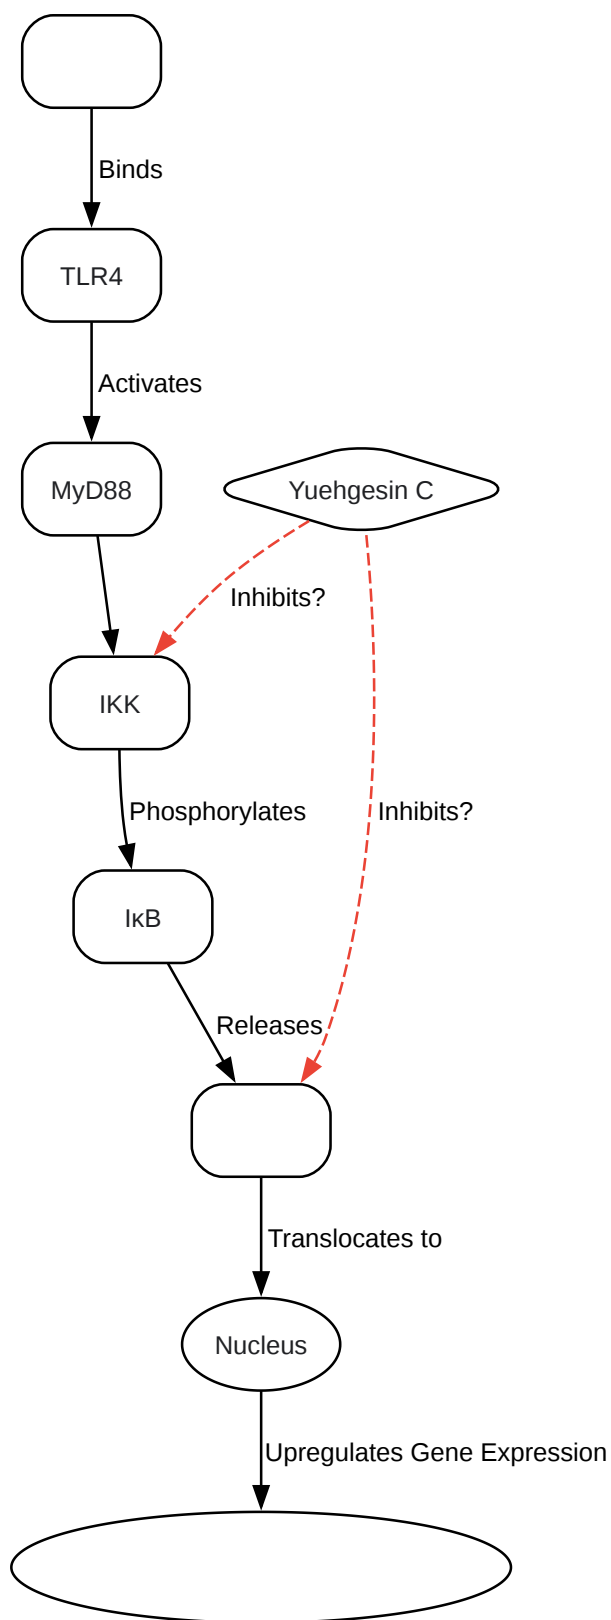 Binds
TLR4
Activates
MyD88
Yuehgesin C
Inhibits?
IKK
Phosphorylates
Inhibits?
IκB
Releases
Translocates to
Nucleus
Upregulates Gene Expression